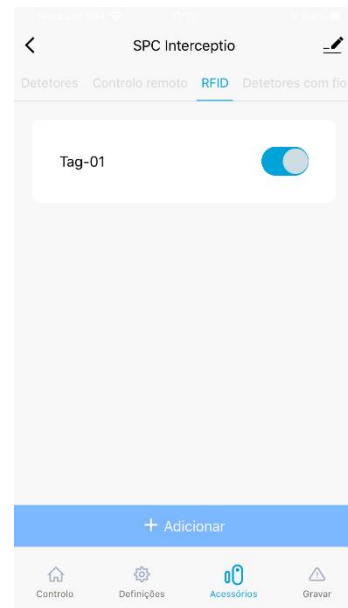 SPC Interceptio
Detetores Controlo remoto RFID Detetores com fio
Tag-01
+ Adicionar
Controlo Definições Acessórios Gravar